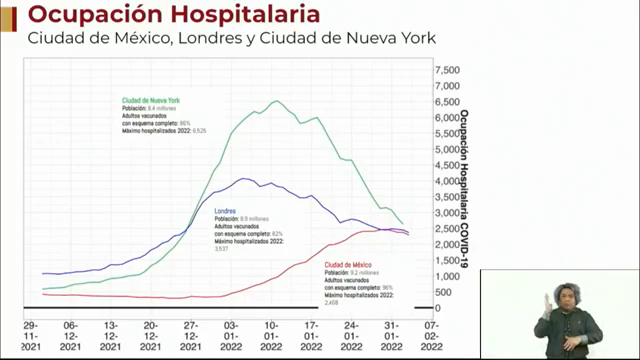 Ocupación Hospitalaria
Ciudad de México, Londres y Ciudad de Nueva York
Ciudad de Nueva York
Población: 8.4 millones
Adultos vacunados
con esquema completo: 86%
Máximo hospitalizados 2022: 6,525
Londres
Población: 8.9 millones
Adultos vacunados
con esquema completo: 82%
Máximo hospitalizados 2022:
3,537
Ciudad de México
Población: 9.2 millones
Adultos vacunados
con esquema completo: 96%
Máximo hospitalizados 2022:
2,468
7,500
7,000
6,500
6,000
5,500
5,000
4,500
4,000
3,500
3,000
2,500
2,000
1,500
1,000
500
0
Ocupación Hospitalaria COVID-19
29-11-2021
06-12-2021
13-12-2021
20-12-2021
27-12-2021
03-01-2022
10-01-2022
17-01-2022
24-01-2022
31-01-2022
07-02-2022